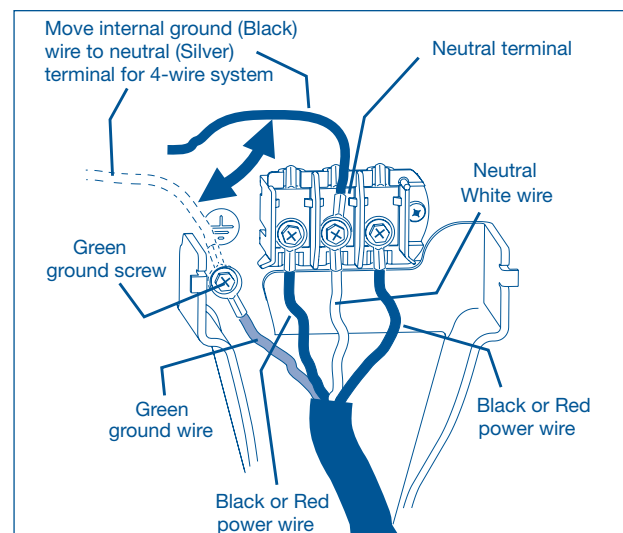 Move internal ground (Black)
wire to neutral (Silver)
terminal for 4-wire system
Neutral terminal
Neutral
White wire
Green
ground screw
Green
ground wire
Black or Red
power wire
Black or Red
power wire